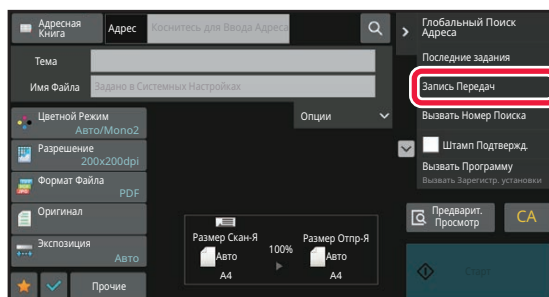 Адресная
Книга
Адрес
Коснитесь для Ввода Адреса
Тема
Имя Файла
Задано в Системных Настройках
Цветной Режим
Авто/Mono2
Разрешение
200x200dpi
Формат Файла
PDF
Оригинал
Экспозиция
Авто
Прочие
Опции
Размер Скан-Я
100%
Размер Отпр-Я
Авто
Авто
A4
A4
Глобальный Поиск
Адреса
Последние задания
Запись Передач
Вызвать Номер Поиска
Штамп Подтвержд.
Вызвать Программу
Вызвать Зарегистр. установки
Предварит.
Просмотр
CA
Старт